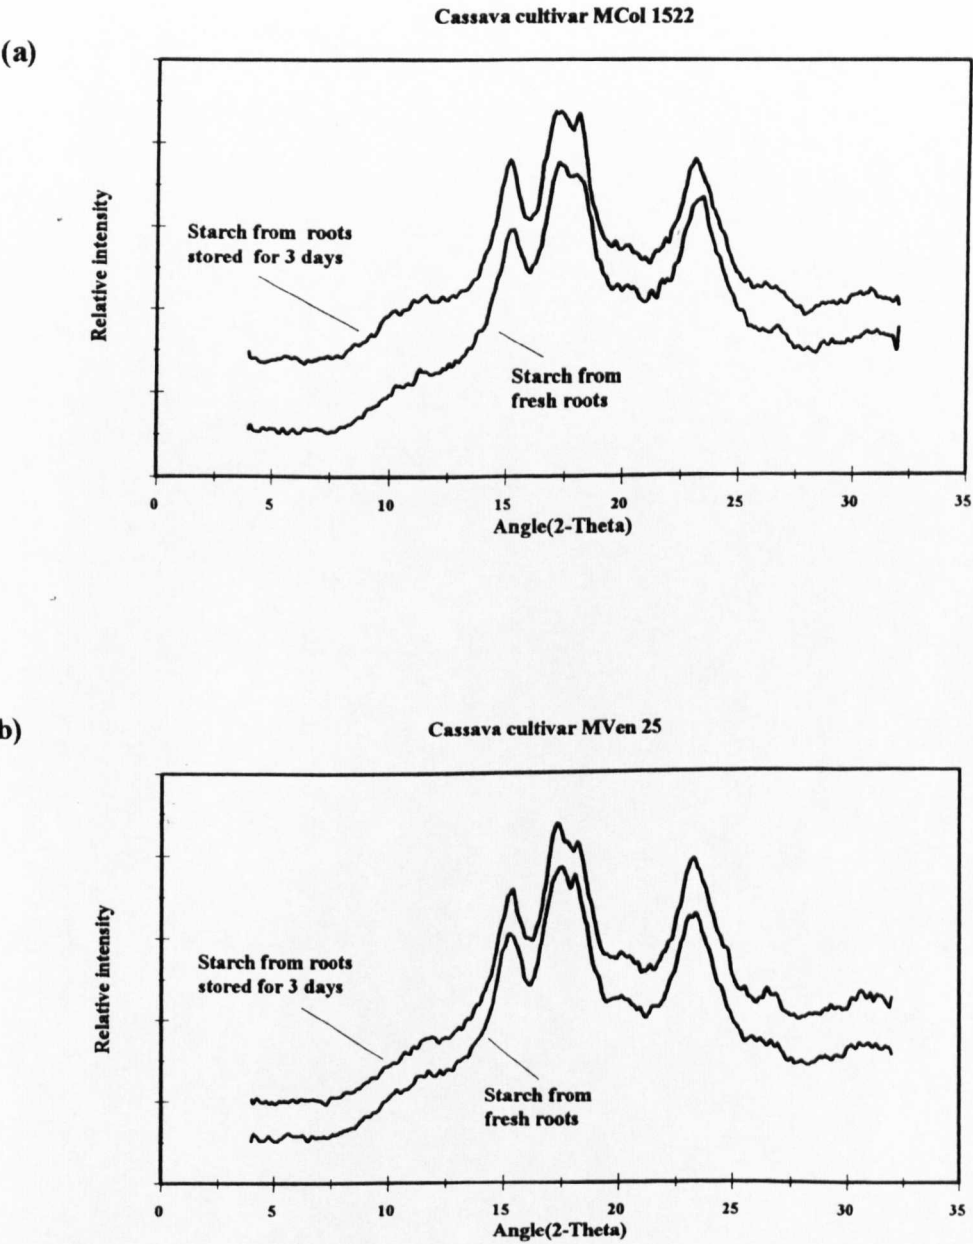 Cassava cultivar MCol 1522
(a)
Relative intensity
Starch from roots
stored for 3 days
Starch from
fresh roots
0 5 10 15 20 25 30 35
Angle(2-Theta)
b)
Cassava cultivar MVen 25
Relative intensity
Starch from roots
stored for 3 days
Starch from
fresh roots
0 5 10 15 20 25 30 35
Angle(2-Theta)